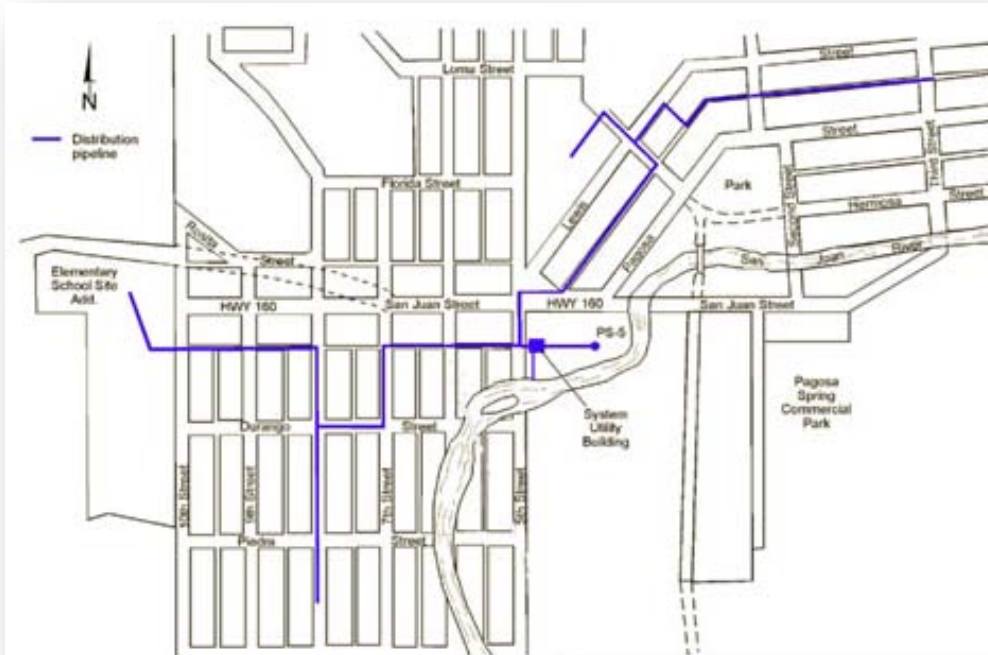 N
Distribution
pipeline
Loma Street
Street
Street
Third Street
Park
Second Street
Hermosa
Street
Florida Street
Lewis
Pagosa
San Juan River
Street
Elementary
School Site
Add.
HWY 160
San Juan Street
HWY 160
San Juan Street
PS-5
System
Utility
Building
Pagosa
Spring
Commercial
Park
Durango
Street
10th Street
9th Street
7th Street
5th Street
Piedra
Street